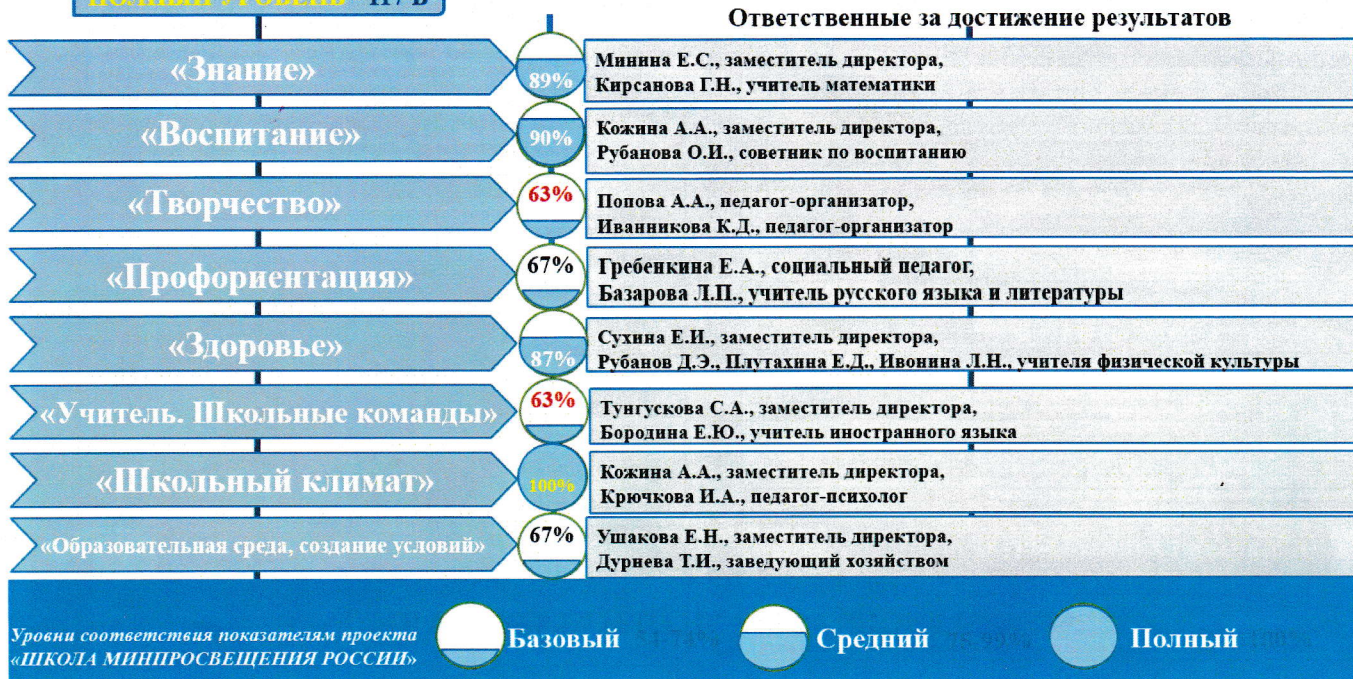 ПОЛНЫЙ УРОВЕНЬ - 117 Б
Ответственные за достижение результатов
«Знание»
89%
Минина Е.С., заместитель директора,
Кирсанова Г.Н., учитель математики
«Воспитание»
90%
Кожина А.А., заместитель директора,
Рубанова О.И., советник по воспитанию
«Творчество»
63%
Попова А.А., педагог-организатор,
Иванникова К.Д., педагог-организатор
«Профориентация»
67%
Гребенкина Е.А., социальный педагог,
Базарова Л.П., учитель русского языка и литературы
«Здоровье»
87%
Сухина Е.И., заместитель директора,
Рубанов Д.Э., Плутахина Е.Д., Ивонина Л.Н., учителя физической культуры
«Учитель. Школьные команды»
63%
Тунгускова С.А., заместитель директора,
Бородина Е.Ю., учитель иностранного языка
«Школьный климат»
100%
Кожина А.А., заместитель директора,
Крючкова И.А., педагог-психолог
«Образовательная среда, создание условий»
67%
Ушакова Е.Н., заместитель директора,
Дурнева Т.И., заведующий хозяйством
Уровни соответствия показателям проекта
«ШКОЛА МИНПРОСВЕЩЕНИЯ РОССИИ»
Базовый
Средний
Полный